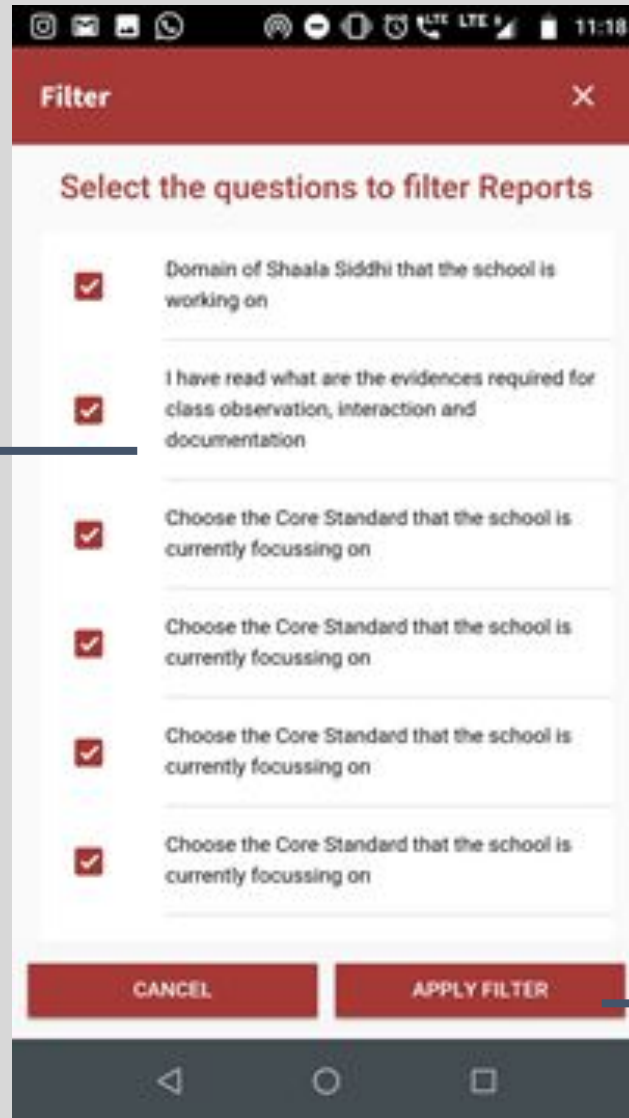 LTE LTE 11:18
Filter
Select the questions to filter Reports
Domain of Shaala Siddhi that the school is
working on
I have read what are the evidences required for
class observation, interaction and
documentation
Choose the Core Standard that the school is
currently focussing on
Choose the Core Standard that the school is
currently focussing on
Choose the Core Standard that the school is
currently focussing on
Choose the Core Standard that the school is
currently focussing on
CANCEL APPLY FILTER